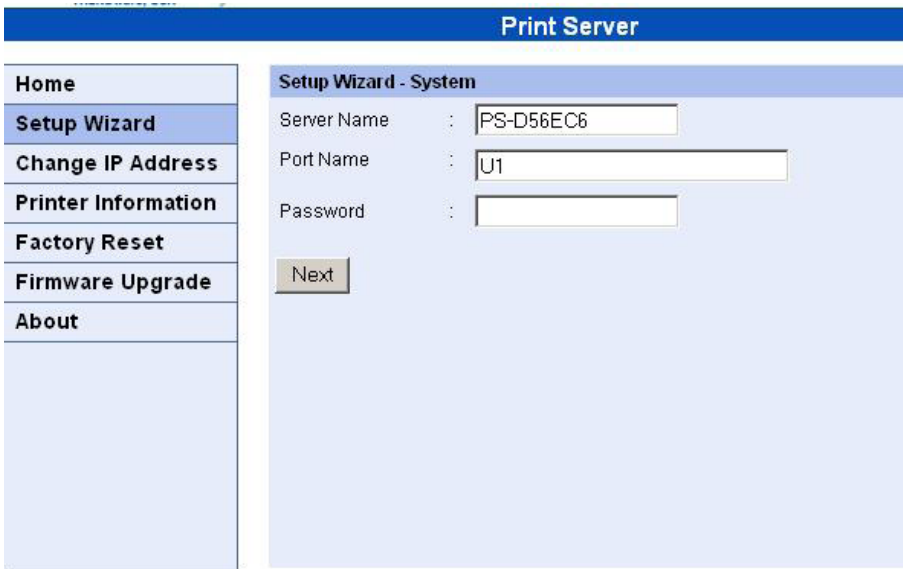 Print Server
Home
Setup Wizard
Change IP Address
Printer Information
Factory Reset
Firmware Upgrade
About
Setup Wizard - System
Server Name : PS-D56EC6
Port Name : U1
Password :
Next